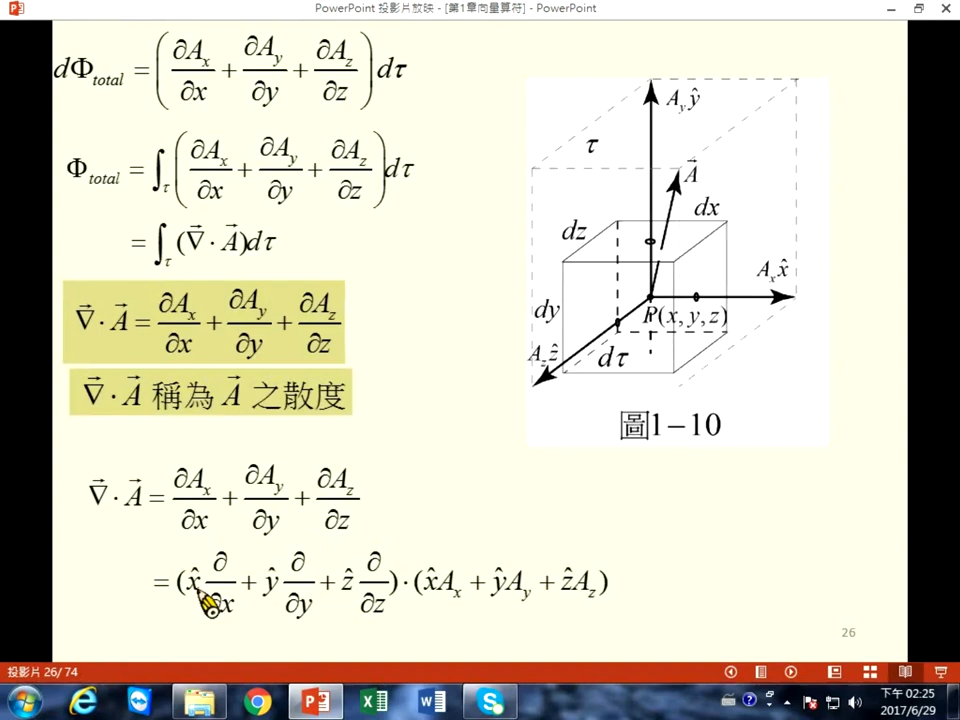 PowerPoint 投影片放映 - [第1章向量算符] - PowerPoint
dΦ_total = (∂A_x/∂x + ∂A_y/∂y + ∂A_z/∂z) dτ
Φ_total = ∫_τ (∂A_x/∂x + ∂A_y/∂y + ∂A_z/∂z) dτ
= ∫_τ (∇⃗ · A⃗) dτ
∇⃗ · A⃗ = ∂A_x/∂x + ∂A_y/∂y + ∂A_z/∂z
∇⃗ · A⃗ 稱為 A⃗ 之散度
∇⃗ · A⃗ = ∂A_x/∂x + ∂A_y/∂y + ∂A_z/∂z
= (x̂ ∂/∂x + ŷ ∂/∂y + ẑ ∂/∂z) · (x̂A_x + ŷA_y + ẑA_z)
A_y ŷ
τ
A⃗
dx
dz
A_x x̂
dy
P(x, y, z)
A_z ẑ
dτ
圖1−10
26
投影片 26/ 74
下午 02:25
2017/6/29